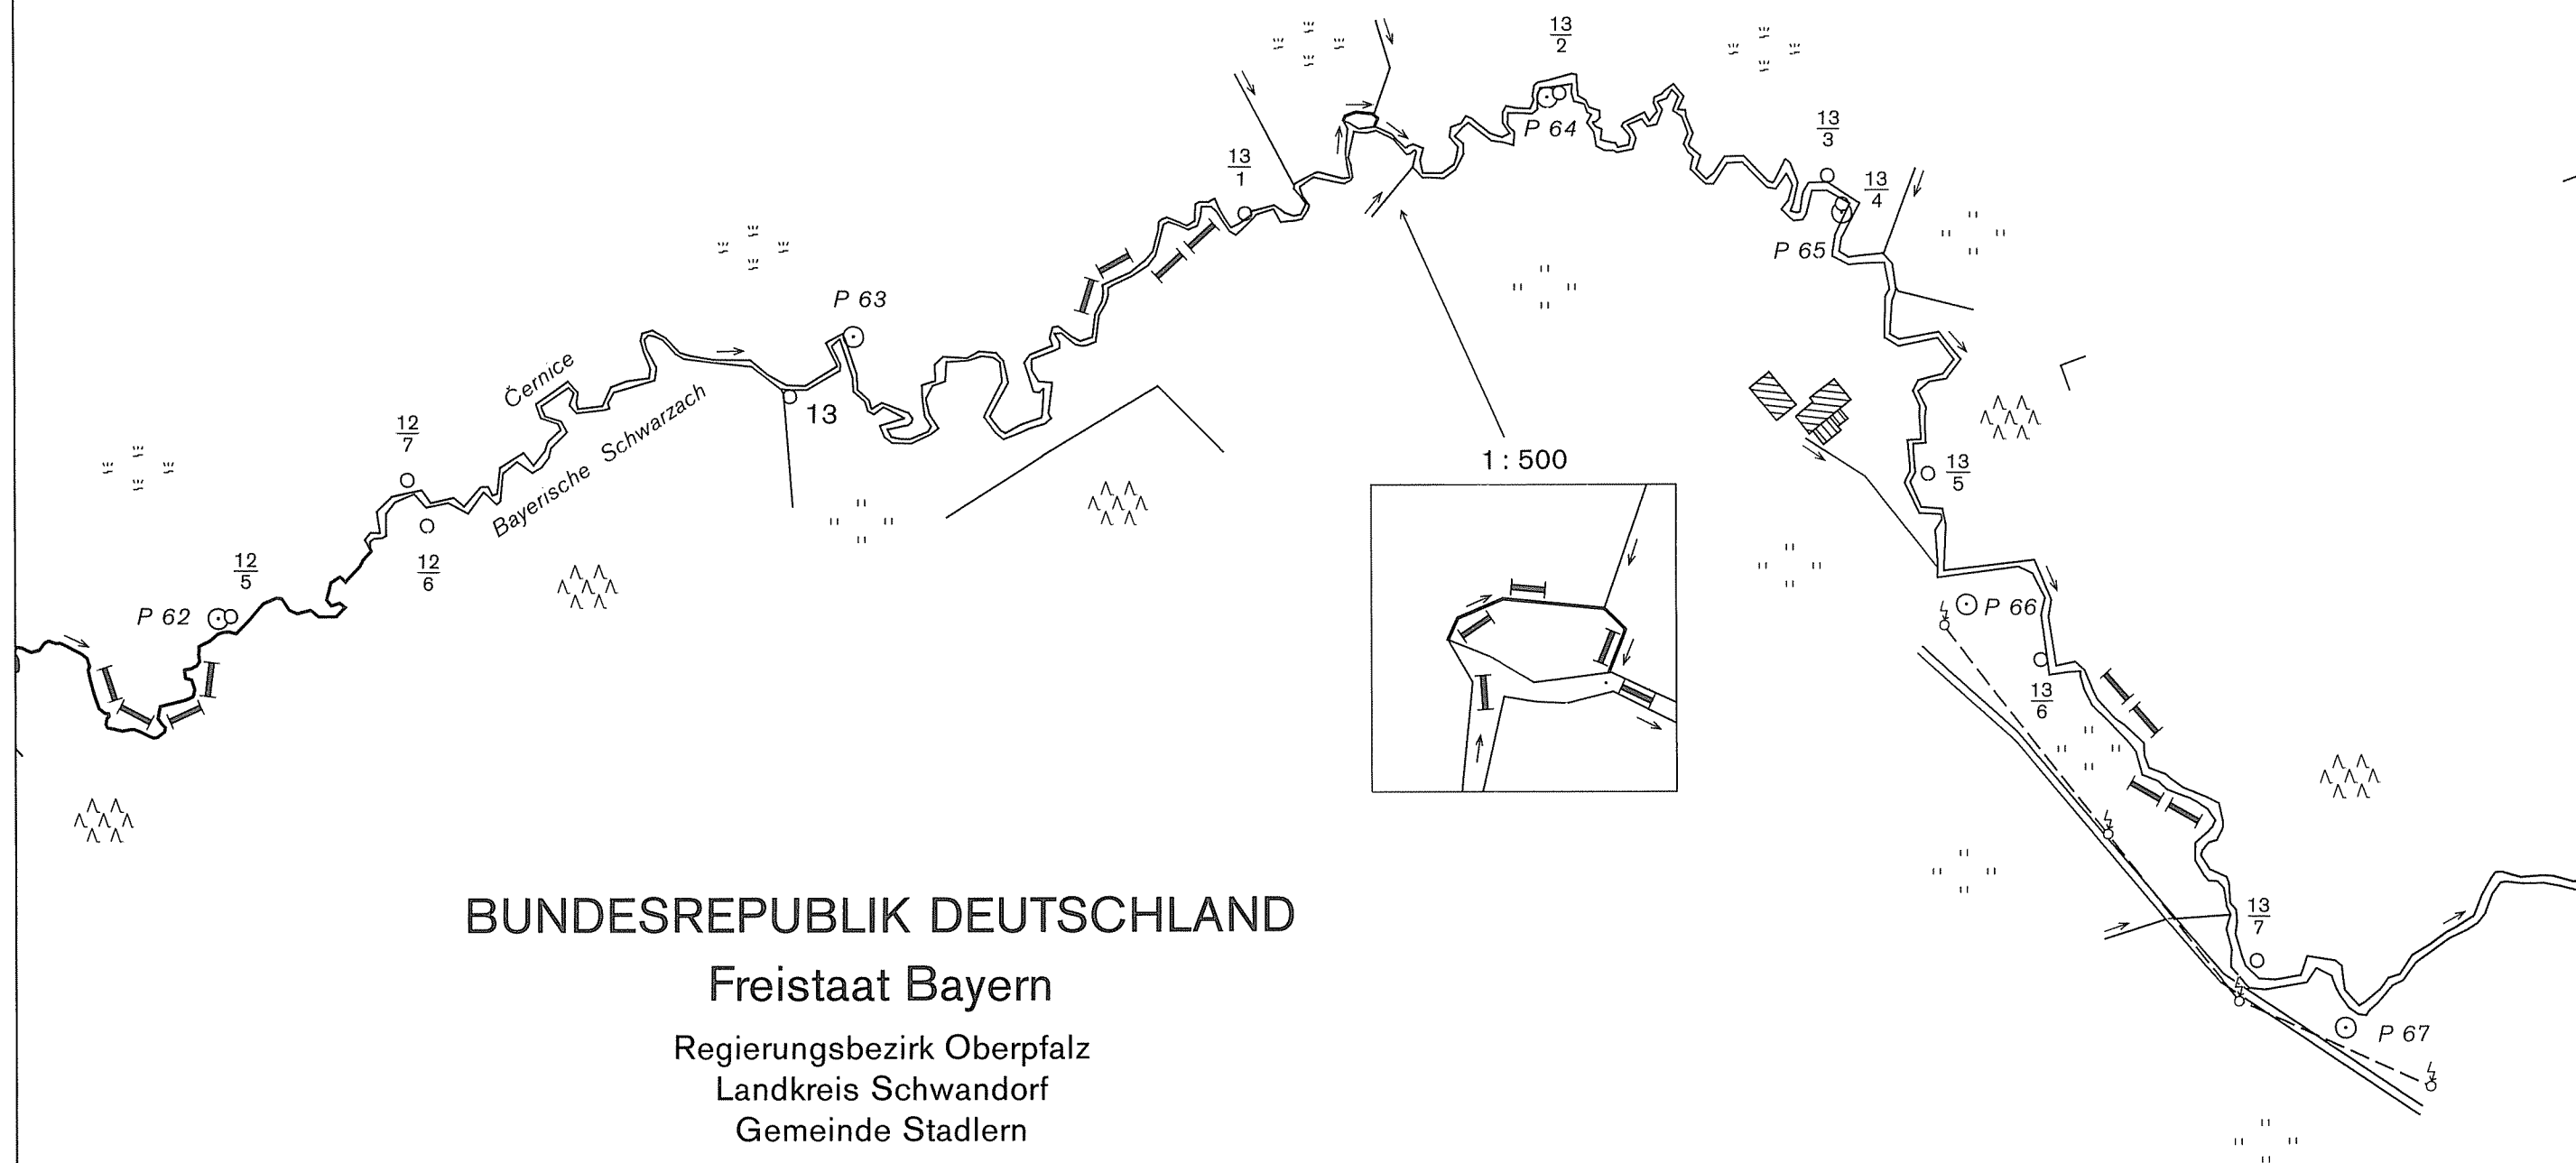 13
2
13
3
13
1
13
4
P 64
P 65
P 63
Černice
13
12
7
Bayerische Schwarzach
1 : 500
13
5
12
5
12
6
P 62
P 66
13
6
13
7
P 67
BUNDESREPUBLIK DEUTSCHLAND
Freistaat Bayern
Regierungsbezirk Oberpfalz
Landkreis Schwandorf
Gemeinde Stadlern